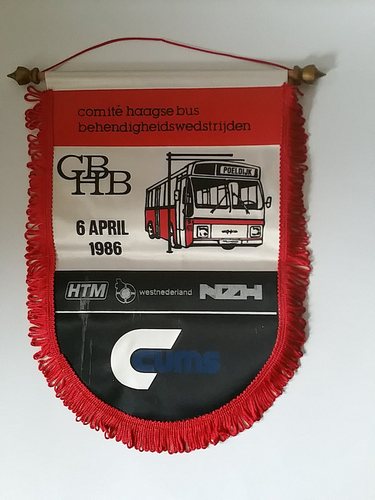 comité haagse bus
behendigheidswedstrijden
CBHB
POELDIJK
6 APRIL
1986
HTM westnederland NZH
cums